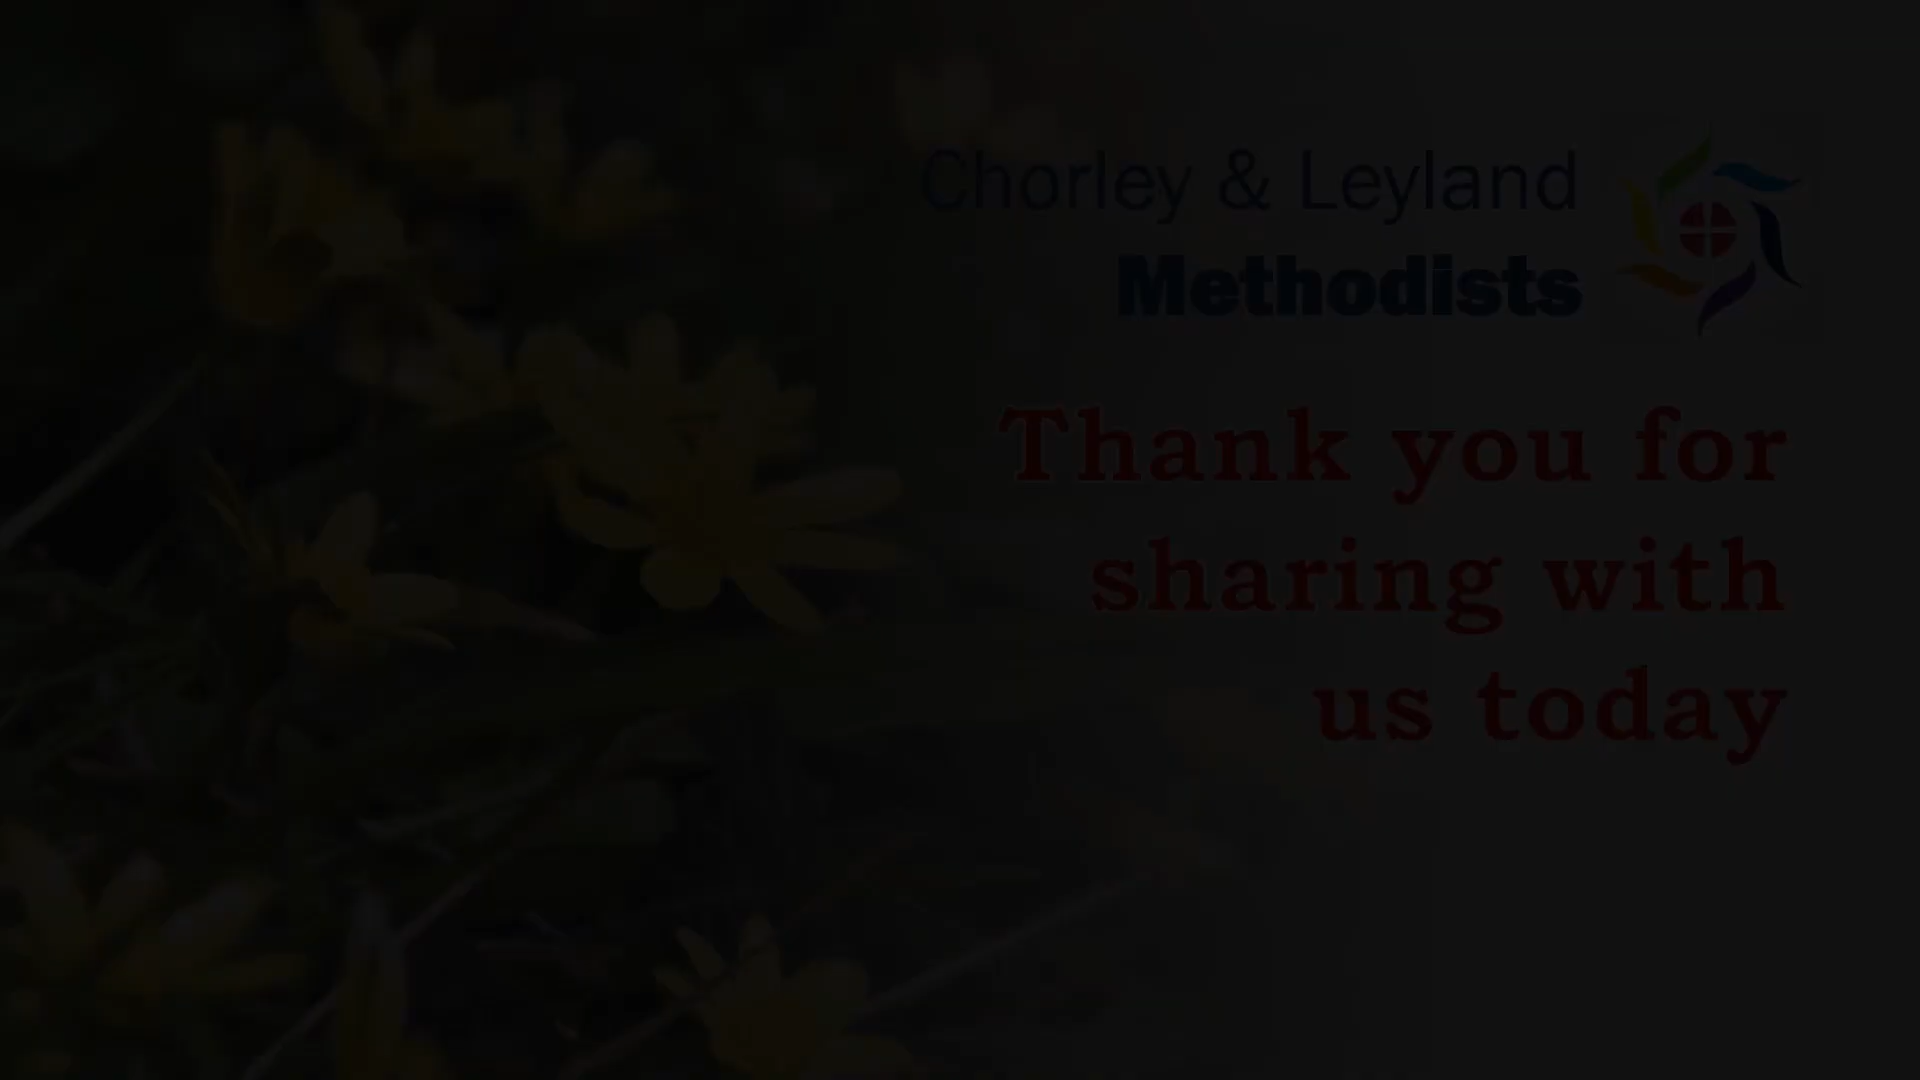 Chorley & Leyland
Methodists
Thank you for
sharing with
us today